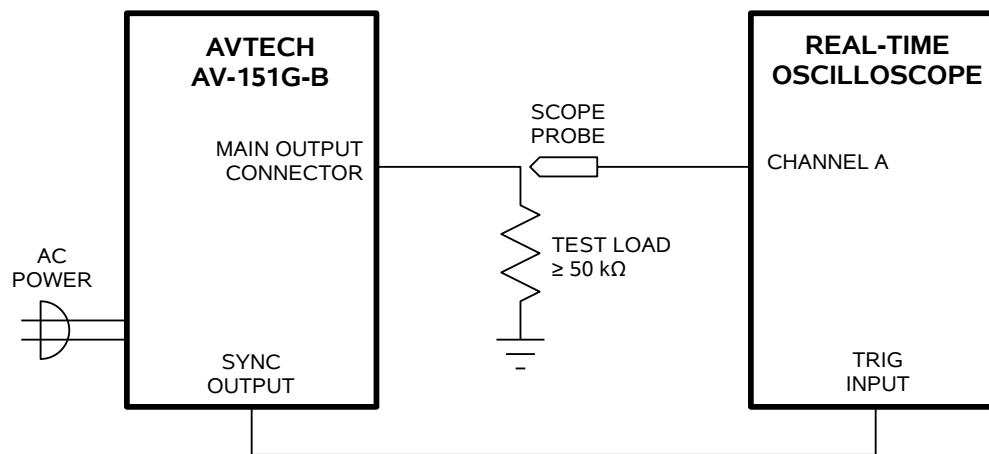 AVTECH
AV-151G-B
MAIN OUTPUT
CONNECTOR
AC
POWER
SYNC
OUTPUT
SCOPE
PROBE
TEST LOAD
≥ 50 kΩ
REAL-TIME
OSCILLOSCOPE
CHANNEL A
TRIG
INPUT